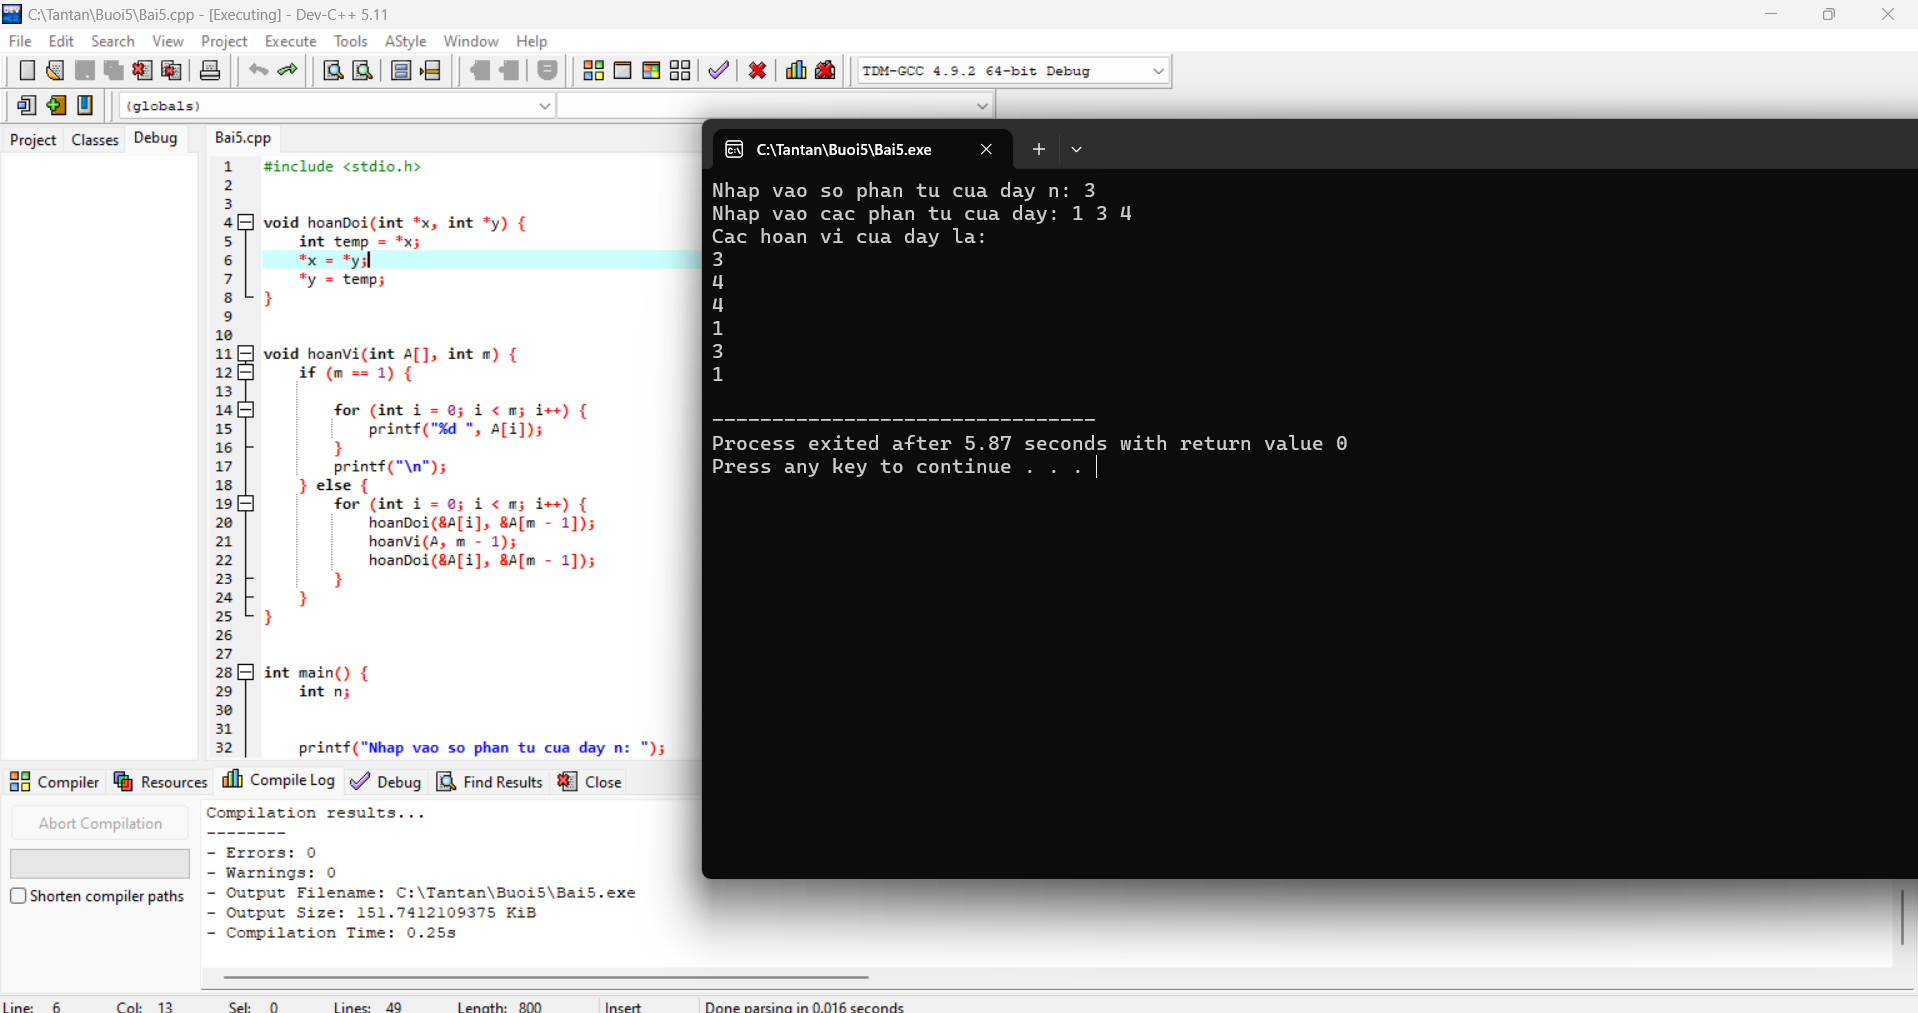 C:\Tantan\Buoi5\Bai5.cpp - [Executing] - Dev-C++ 5.11
File Edit Search View Project Execute Tools AStyle Window Help
TDM-GCC 4.9.2 64-bit Debug
(globals)
Project Classes Debug
Bai5.cpp
1 #include <stdio.h>
2
3
4 void hoanDoi(int *x, int *y) {
5 int temp = *x;
6 *x = *y;
7 *y = temp;
8 }
9
10
11 void hoanVi(int A[], int m) {
12 if (m == 1) {
13
14 for (int i = 0; i < m; i++) {
15 printf("%d ", A[i]);
16 }
17 printf("\n");
18 } else {
19 for (int i = 0; i < m; i++) {
20 hoanDoi(&A[i], &A[m - 1]);
21 hoanVi(A, m - 1);
22 hoanDoi(&A[i], &A[m - 1]);
23 }
24 }
25 }
26
27
28 int main() {
29 int n;
30
31
32 printf("Nhap vao so phan tu cua day n: ");
C:\Tantan\Buoi5\Bai5.exe
Nhap vao so phan tu cua day n: 3
Nhap vao cac phan tu cua day: 1 3 4
Cac hoan vi cua day la:
3
4
4
1
3
1
--------------------------------
Process exited after 5.87 seconds with return value 0
Press any key to continue . . .
Compiler Resources Compile Log Debug Find Results Close
Abort Compilation
Shorten compiler paths
Compilation results...
--------
- Errors: 0
- Warnings: 0
- Output Filename: C:\Tantan\Buoi5\Bai5.exe
- Output Size: 151.7412109375 KiB
- Compilation Time: 0.25s
Line: 6 Col: 13 Sel: 0 Lines: 49 Length: 800 Insert Done parsing in 0.016 seconds